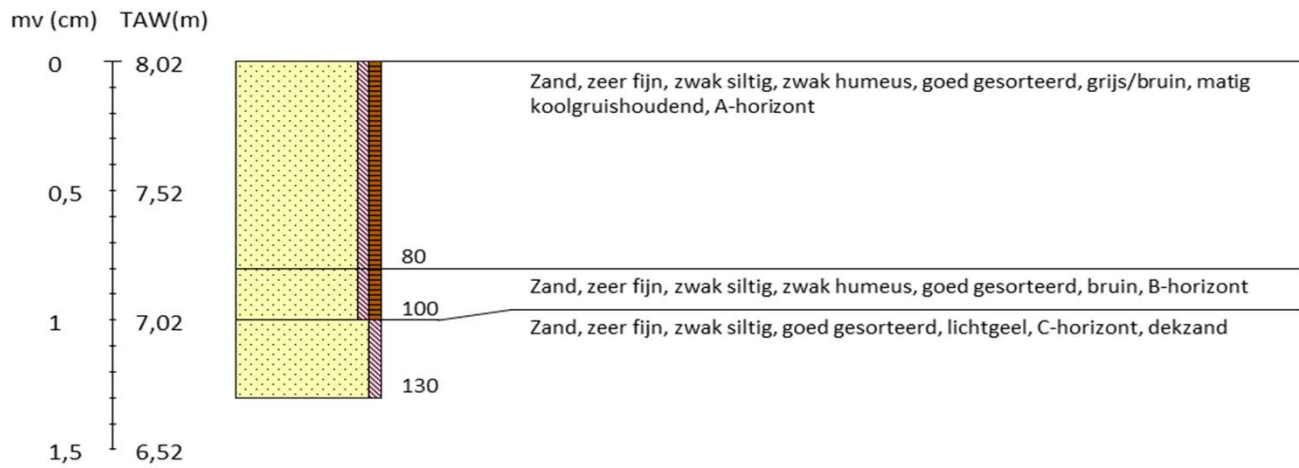 mv (cm) TAW(m)
0 8,02
Zand, zeer fijn, zwak siltig, zwak humeus, goed gesorteerd, grijs/bruin, matig
koolgruishoudend, A-horizont
0,5 7,52
80
Zand, zeer fijn, zwak siltig, zwak humeus, goed gesorteerd, bruin, B-horizont
100
1 7,02
Zand, zeer fijn, zwak siltig, goed gesorteerd, lichtgeel, C-horizont, dekzand
130
1,5 6,52